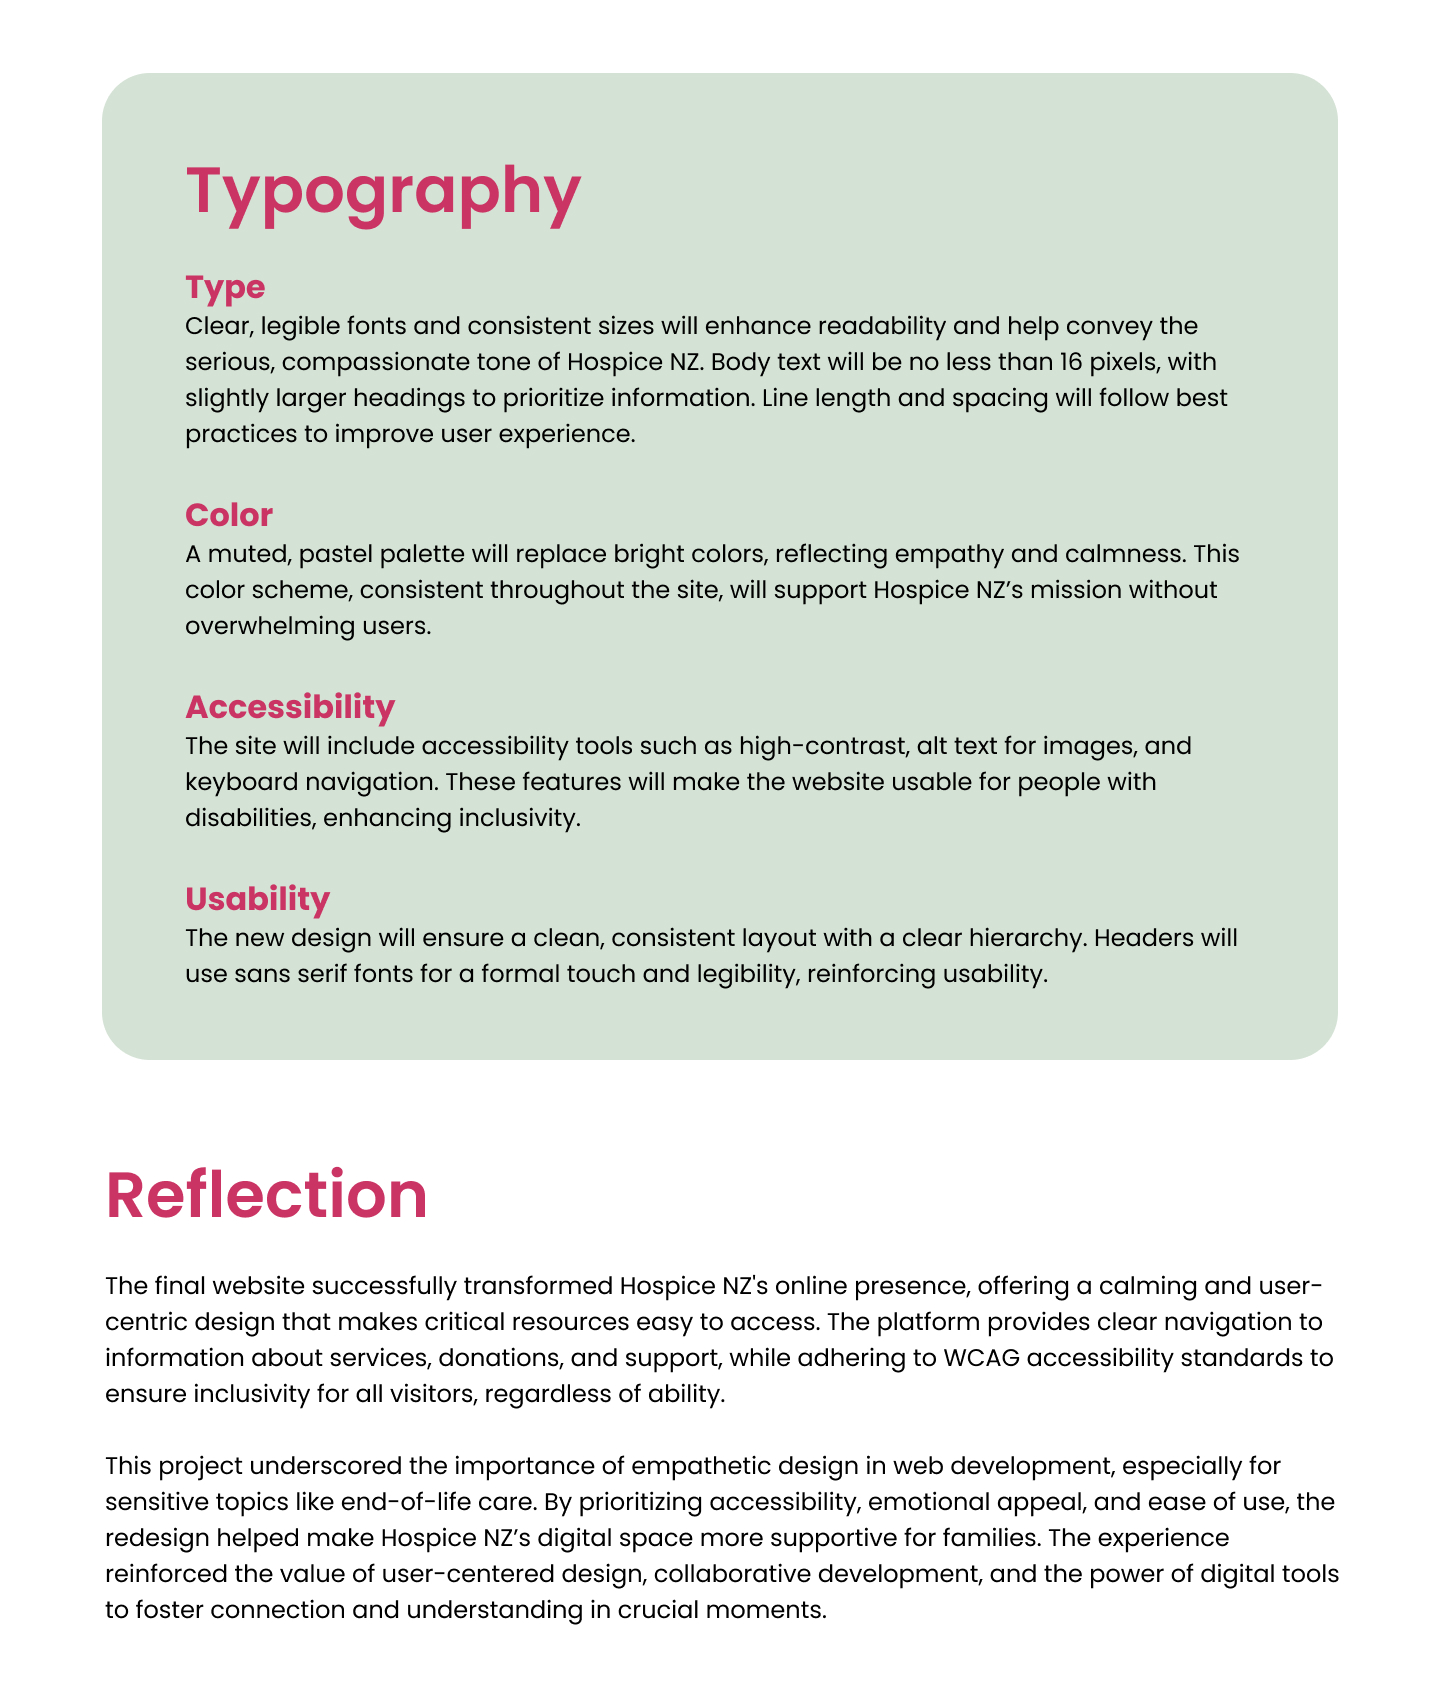 Typography
Type
Clear, legible fonts and consistent sizes will enhance readability and help convey the
serious, compassionate tone of Hospice NZ. Body text will be no less than 16 pixels, with
slightly larger headings to prioritize information. Line length and spacing will follow best
practices to improve user experience.
Color
A muted, pastel palette will replace bright colors, reflecting empathy and calmness. This
color scheme, consistent throughout the site, will support Hospice NZ’s mission without
overwhelming users.
Accessibility
The site will include accessibility tools such as high-contrast, alt text for images, and
keyboard navigation. These features will make the website usable for people with
disabilities, enhancing inclusivity.
Usability
The new design will ensure a clean, consistent layout with a clear hierarchy. Headers will
use sans serif fonts for a formal touch and legibility, reinforcing usability.
Reflection
The final website successfully transformed Hospice NZ's online presence, offering a calming and user-
centric design that makes critical resources easy to access. The platform provides clear navigation to
information about services, donations, and support, while adhering to WCAG accessibility standards to
ensure inclusivity for all visitors, regardless of ability.
This project underscored the importance of empathetic design in web development, especially for
sensitive topics like end-of-life care. By prioritizing accessibility, emotional appeal, and ease of use, the
redesign helped make Hospice NZ’s digital space more supportive for families. The experience
reinforced the value of user-centered design, collaborative development, and the power of digital tools
to foster connection and understanding in crucial moments.